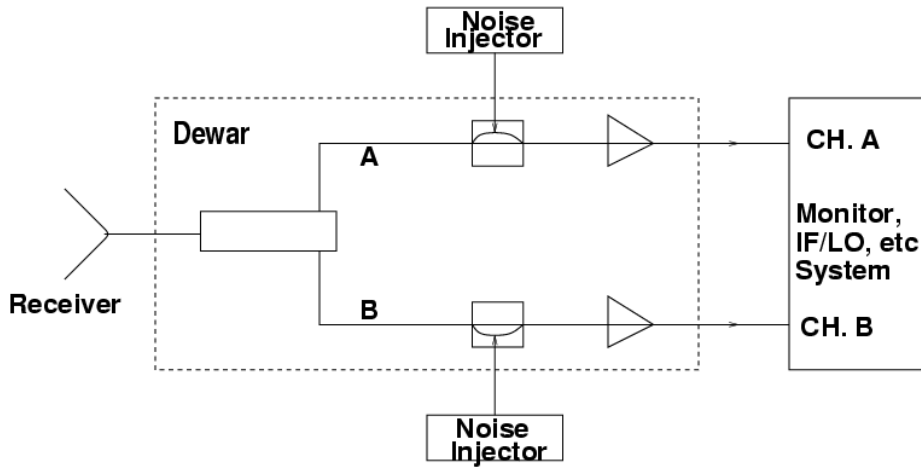 Noise
Injector
Dewar
A
CH. A
Monitor,
IF/LO, etc
System
Receiver
B
CH. B
Noise
Injector